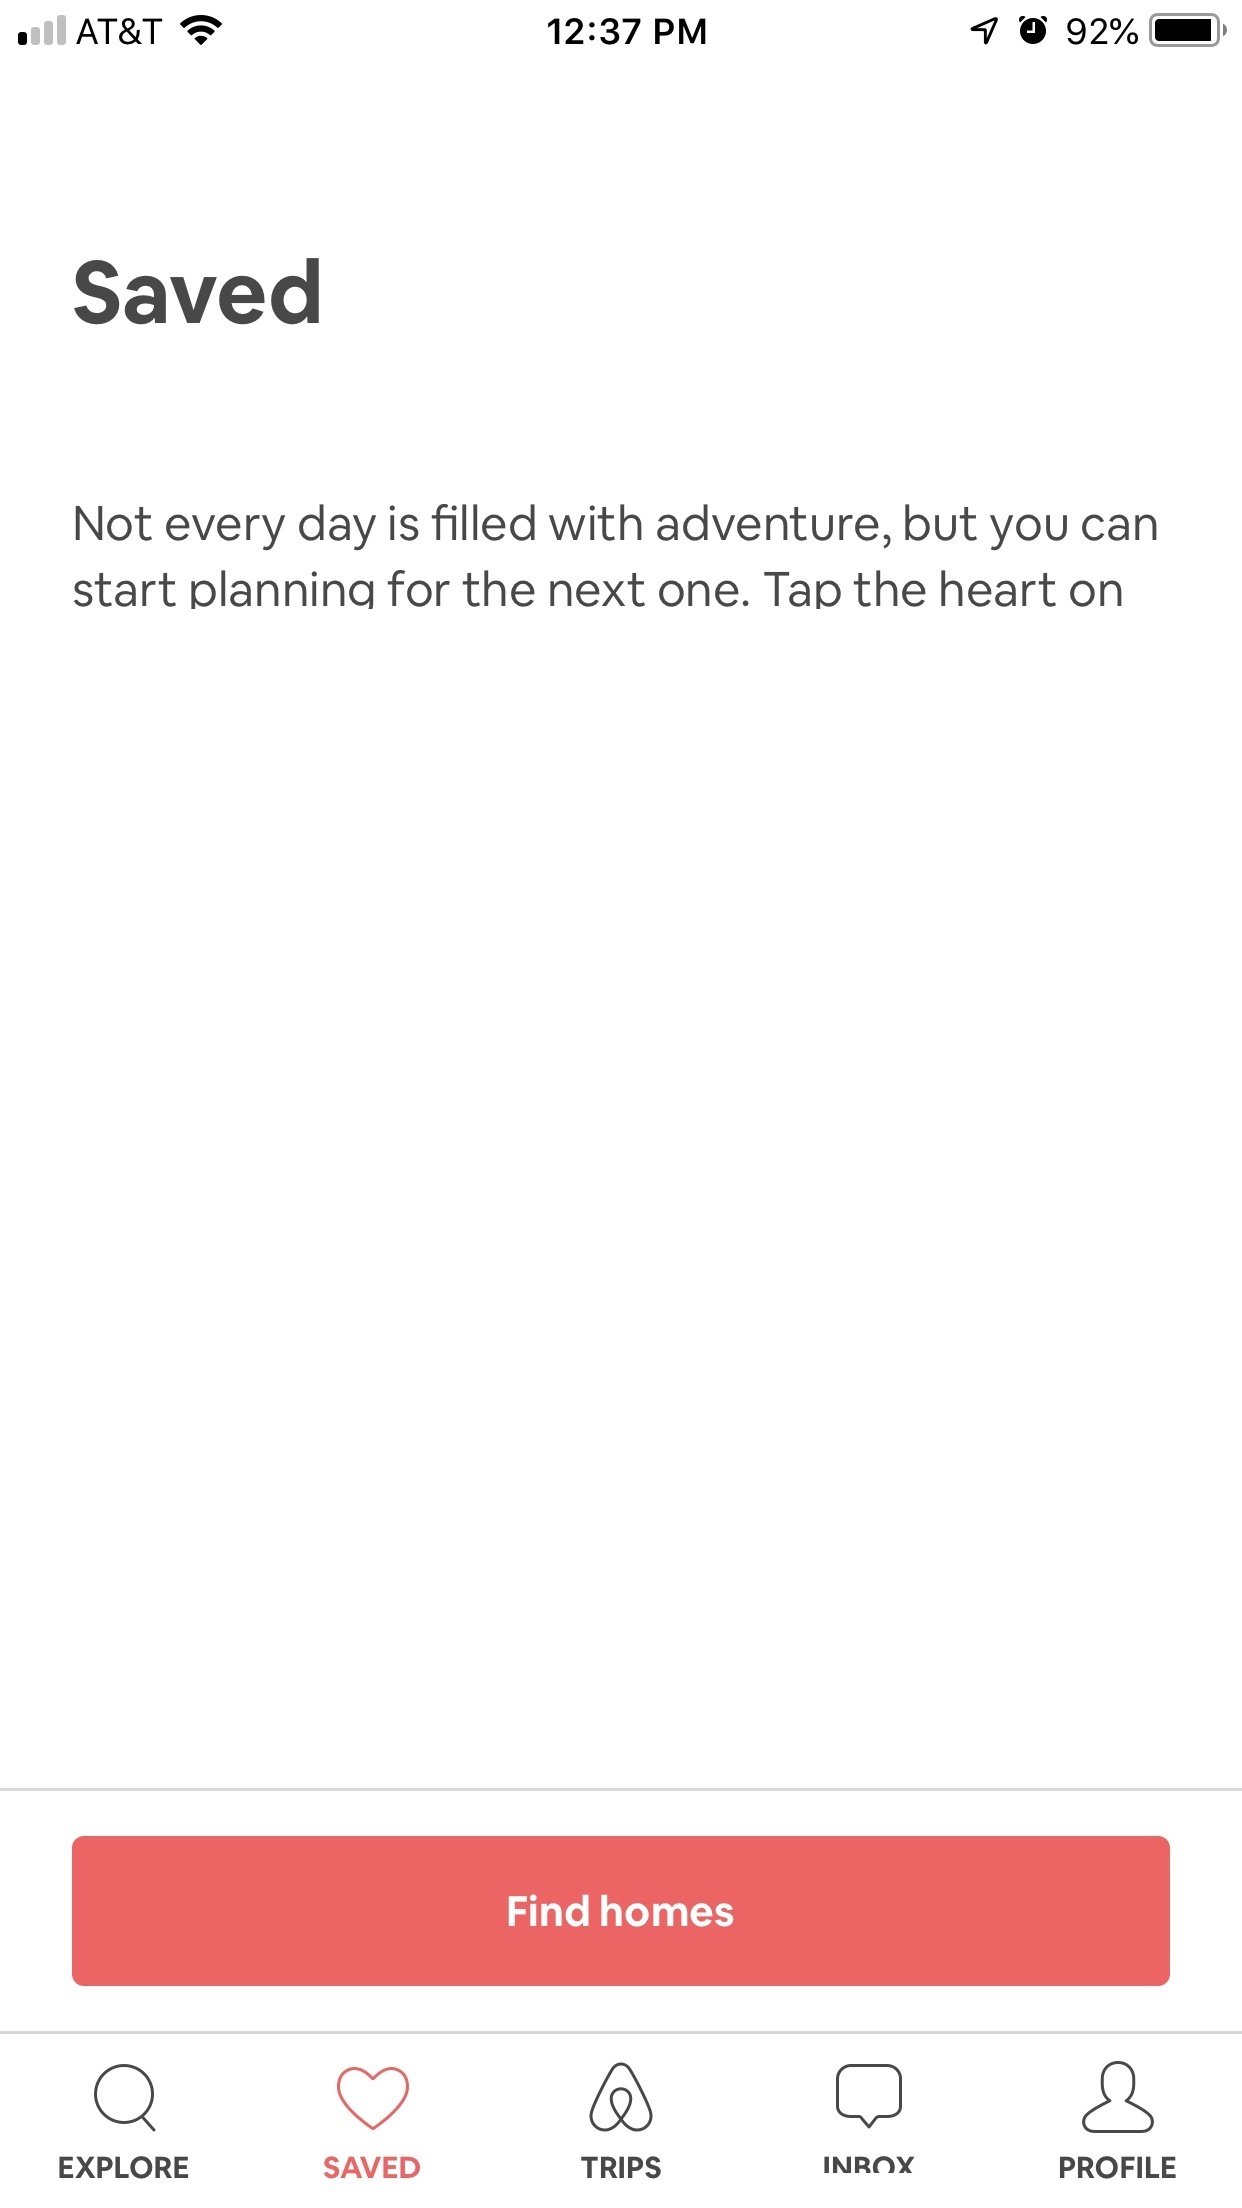 AT&T 12:37 PM 92%
Saved
Not every day is filled with adventure, but you can
start planning for the next one. Tap the heart on
Find homes
EXPLORE SAVED TRIPS INBOX PROFILE